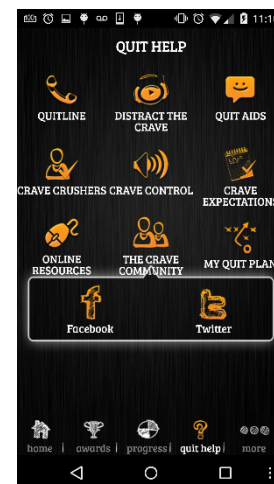 11:16
QUIT HELP
QUITLINE
DISTRACT THE
CRAVE
QUIT AIDS
CRAVE CRUSHERS
CRAVE CONTROL
CRAVE
EXPECTATIONS
ONLINE
RESOURCES
THE CRAVE
COMMUNITY
MY QUIT PLAN
Facebook
Twitter
home
awards
progress
quit help
more